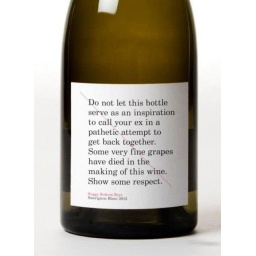 Do not let this bottle
serve as an inspiration
to call your ex in a
pathetic attempt to
get back together.
Some very fine grapes
have died in the
making of this wine.
Show some respect.
Sauvignon Blanc